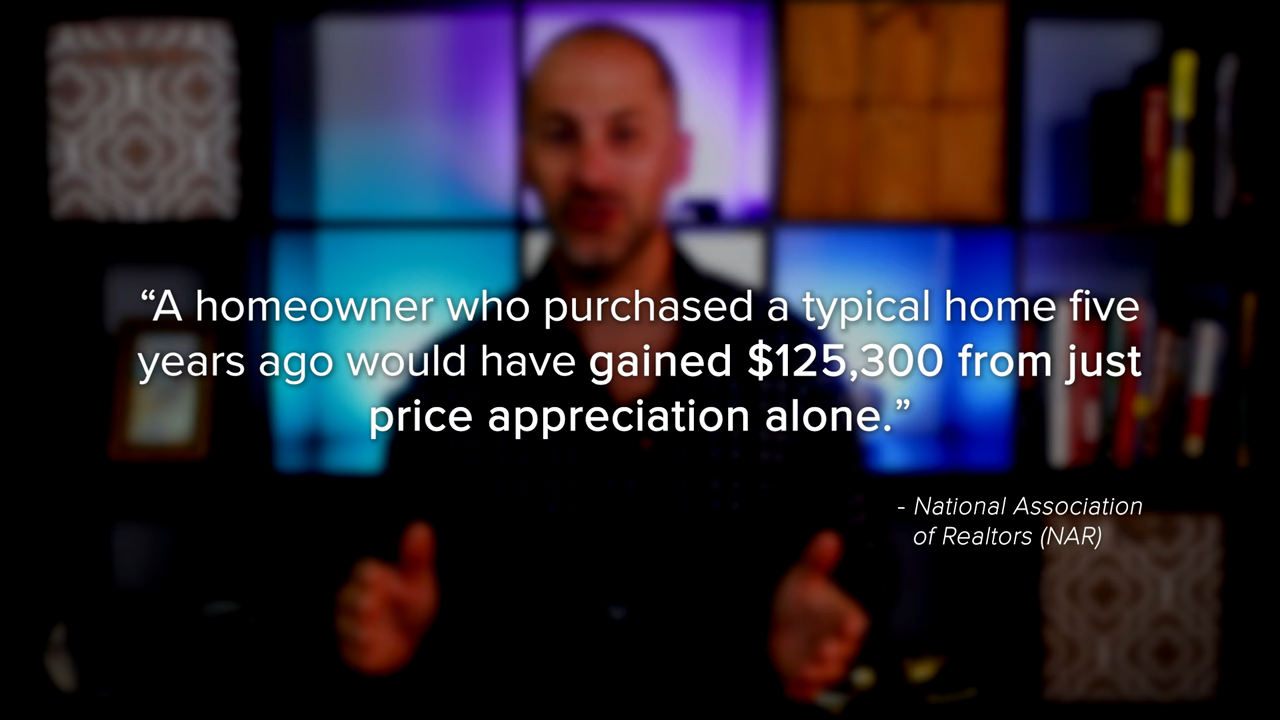 “A homeowner who purchased a typical home five
years ago would have gained $125,300 from just
price appreciation alone.”
- National Association
of Realtors (NAR)